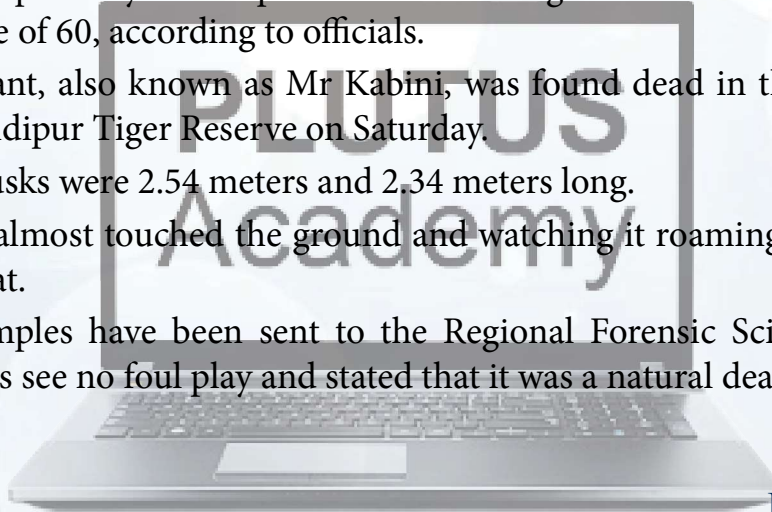 e of 60, according to officials.
ant, also known as Mr Kabini, was found dead in th
dipur Tiger Reserve on Saturday.
usks were 2.54 meters and 2.34 meters long.
almost touched the ground and watching it roaming
at.
mples have been sent to the Regional Forensic Sci
s see no foul play and stated that it was a natural dea
PLUTUS
Academy